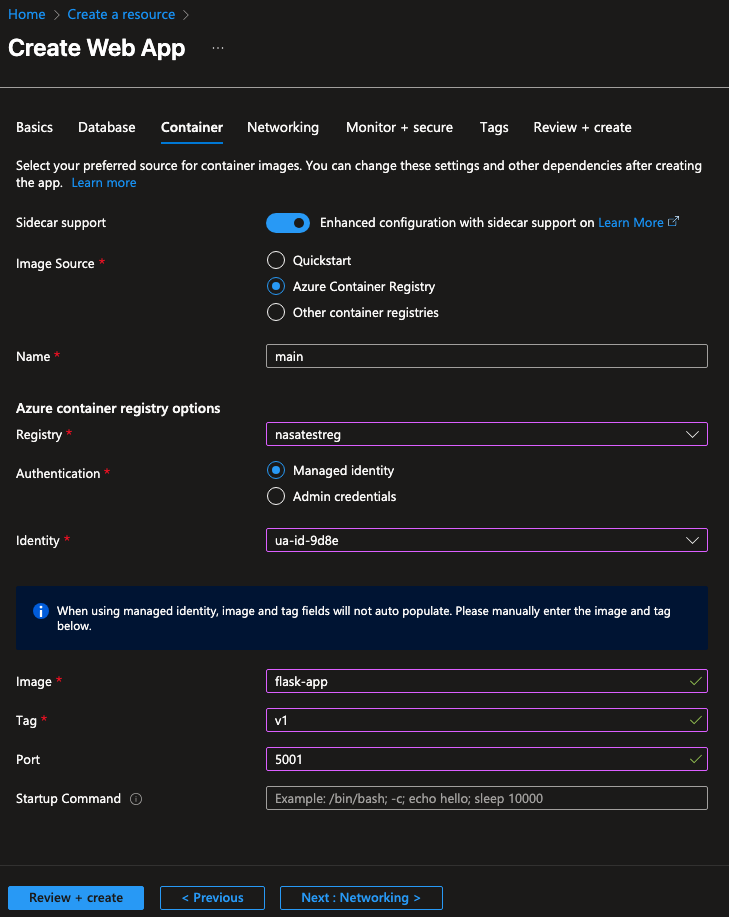 Home > Create a resource >
Create Web App ...
Basics Database Container Networking Monitor + secure Tags Review + create
Select your preferred source for container images. You can change these settings and other dependencies after creating
the app. Learn more
Sidecar support Enhanced configuration with sidecar support on Learn More
Image Source * Quickstart
Azure Container Registry
Other container registries
Name * main
Azure container registry options
Registry * nasatestreg
Authentication * Managed identity
Admin credentials
Identity * ua-id-9d8e
When using managed identity, image and tag fields will not auto populate. Please manually enter the image and tag
below.
Image * flask-app
Tag * v1
Port 5001
Startup Command Example: /bin/bash; -c; echo hello; sleep 10000
Review + create < Previous Next : Networking >